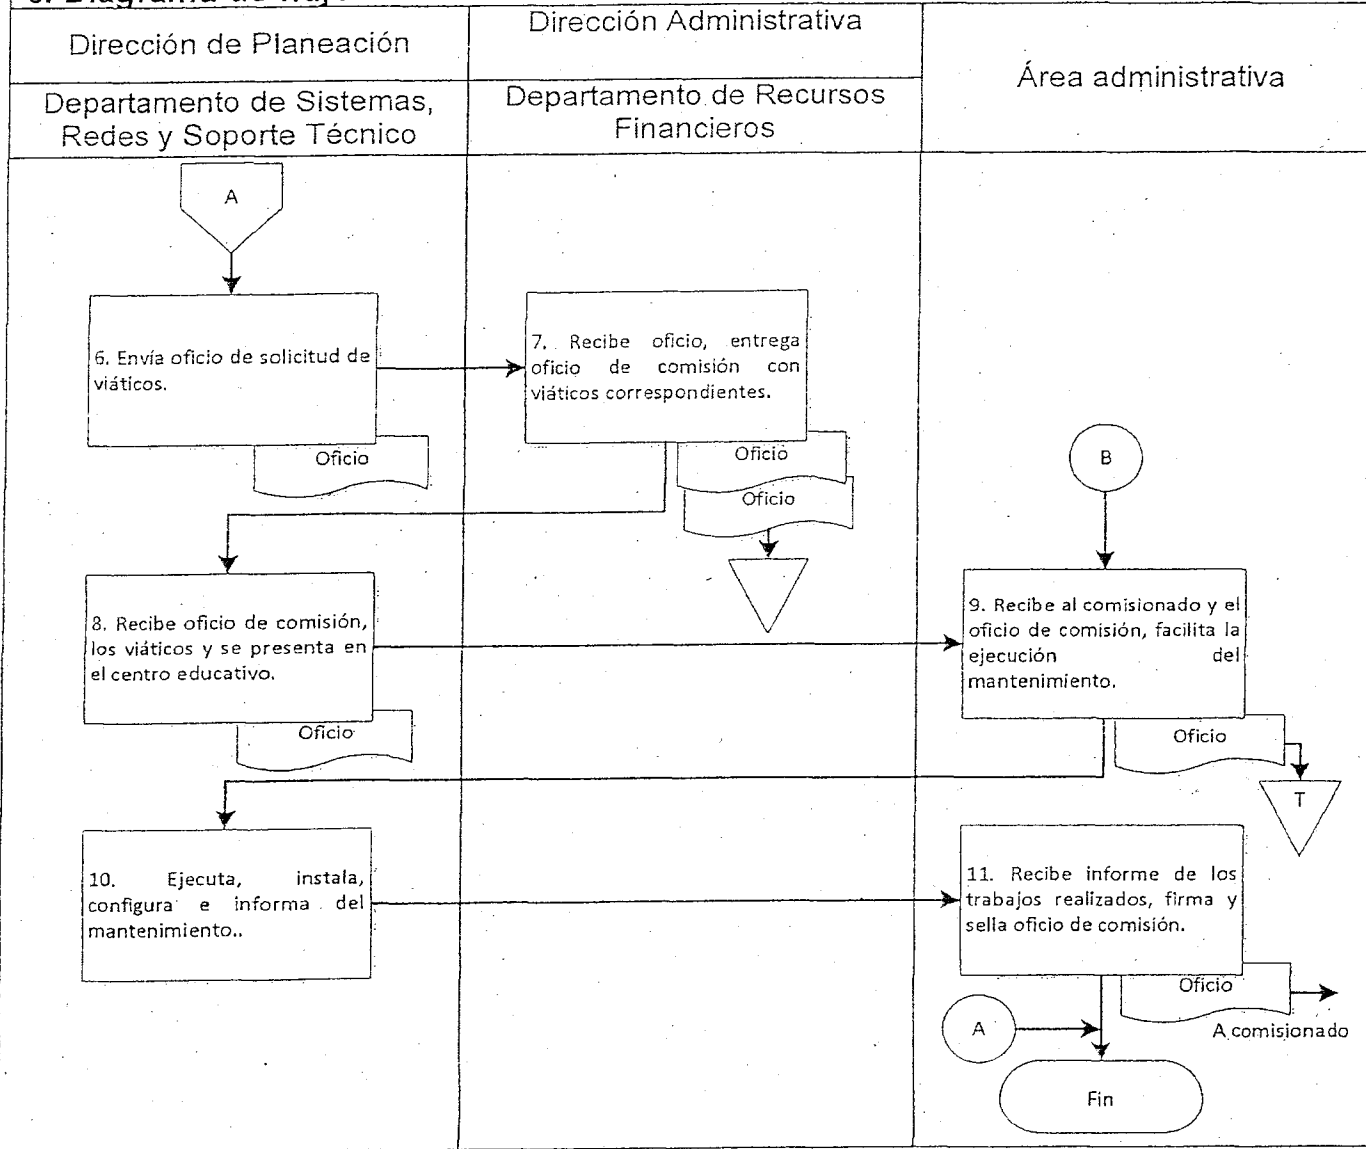 Dirección de Planeación
Dirección Administrativa
Área administrativa
Departamento de Sistemas,
Redes y Soporte Técnico
Departamento de Recursos
Financieros
A
6. Envía oficio de solicitud de
viáticos.
Oficio
7. Recibe oficio, entrega
oficio de comisión con
viáticos correspondientes.
Oficio
Oficio
B
8. Recibe oficio de comisión,
los viáticos y se presenta en
el centro educativo.
Oficio
9. Recibe al comisionado y el
oficio de comisión, facilita la
ejecución del
mantenimiento.
Oficio
T
10. Ejecuta, instala,
configura e informa del
mantenimiento..
11. Recibe informe de los
trabajos realizados, firma y
sella oficio de comisión.
Oficio
A comisionado
A
Fin